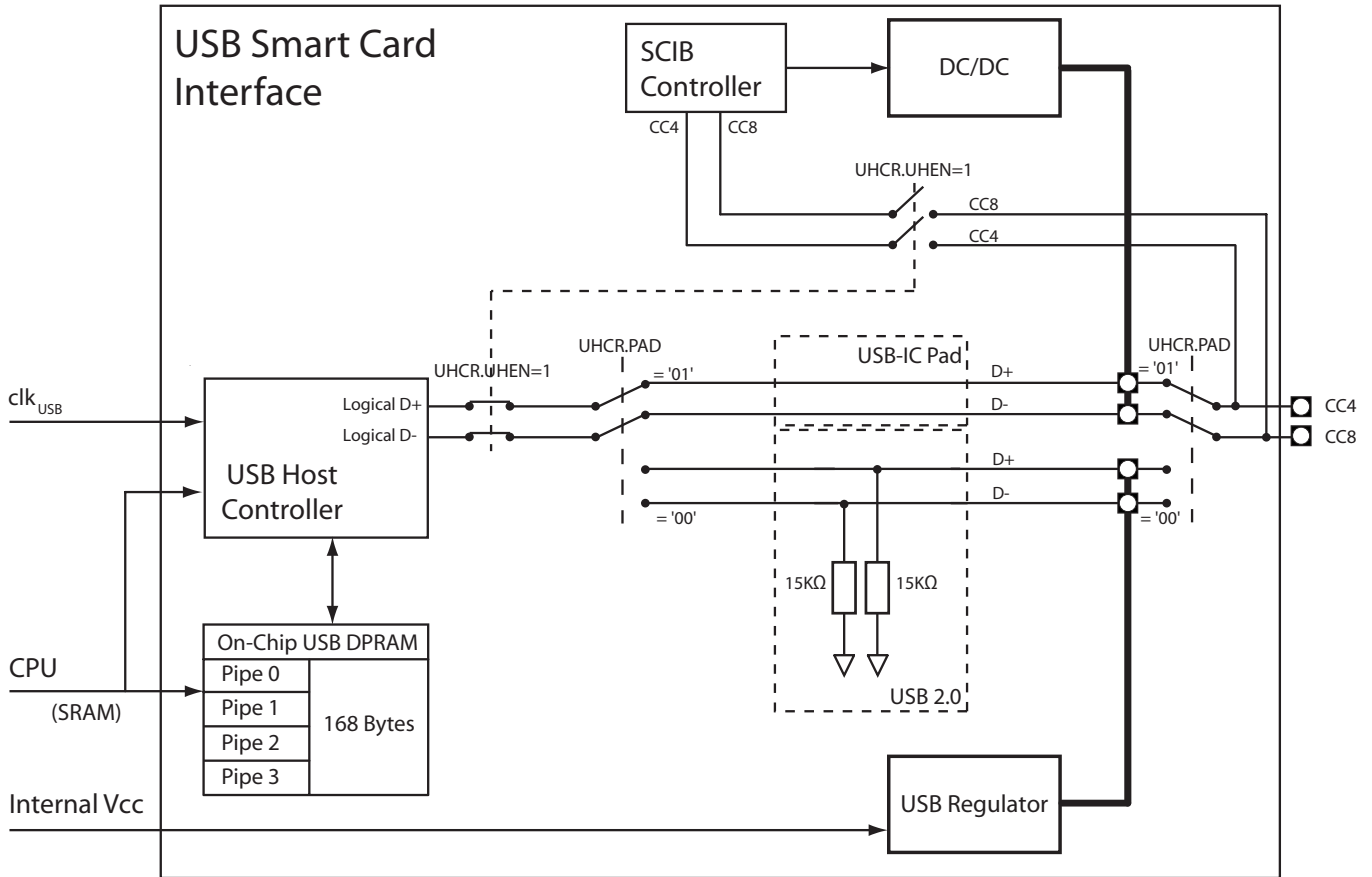 USB Smart Card
Interface
SCIB
Controller
DC/DC
CC4
CC8
UHCR.UHEN=1
CC8
CC4
UHCR.PAD
USB-IC Pad
UHCR.PAD
UHCR.UHEN=1
= '01'
D+
= '01'
clk USB
Logical D+
D-
CC4
Logical D-
CC8
USB Host
Controller
D+
D-
= '00'
= '00'
15KΩ
15KΩ
On-Chip USB DPRAM
CPU
Pipe 0
(SRAM)
Pipe 1
168 Bytes
USB 2.0
Pipe 2
Pipe 3
Internal Vcc
USB Regulator